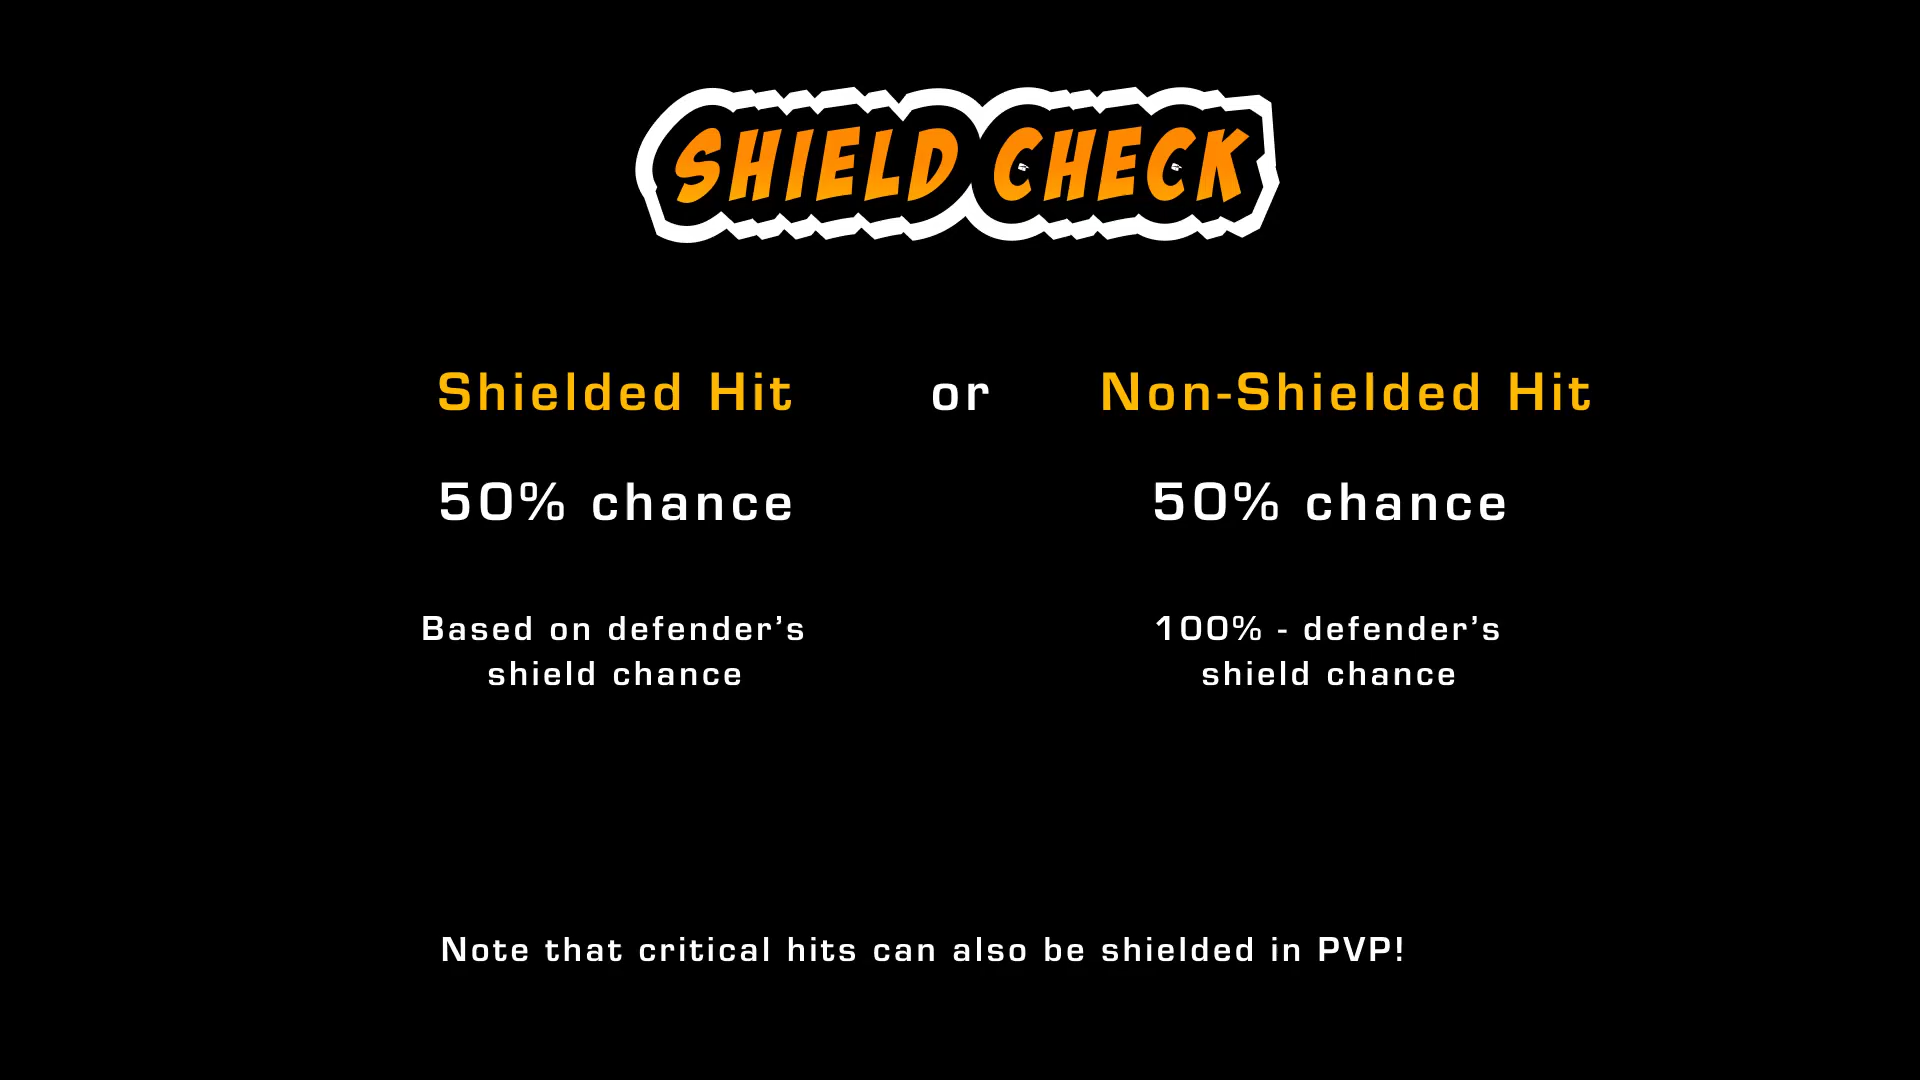 SHIELD CHECK
Shielded Hit or Non-Shielded Hit
50% chance 50% chance
Based on defender’s 100% - defender’s
shield chance shield chance
Note that critical hits can also be shielded in PVP!